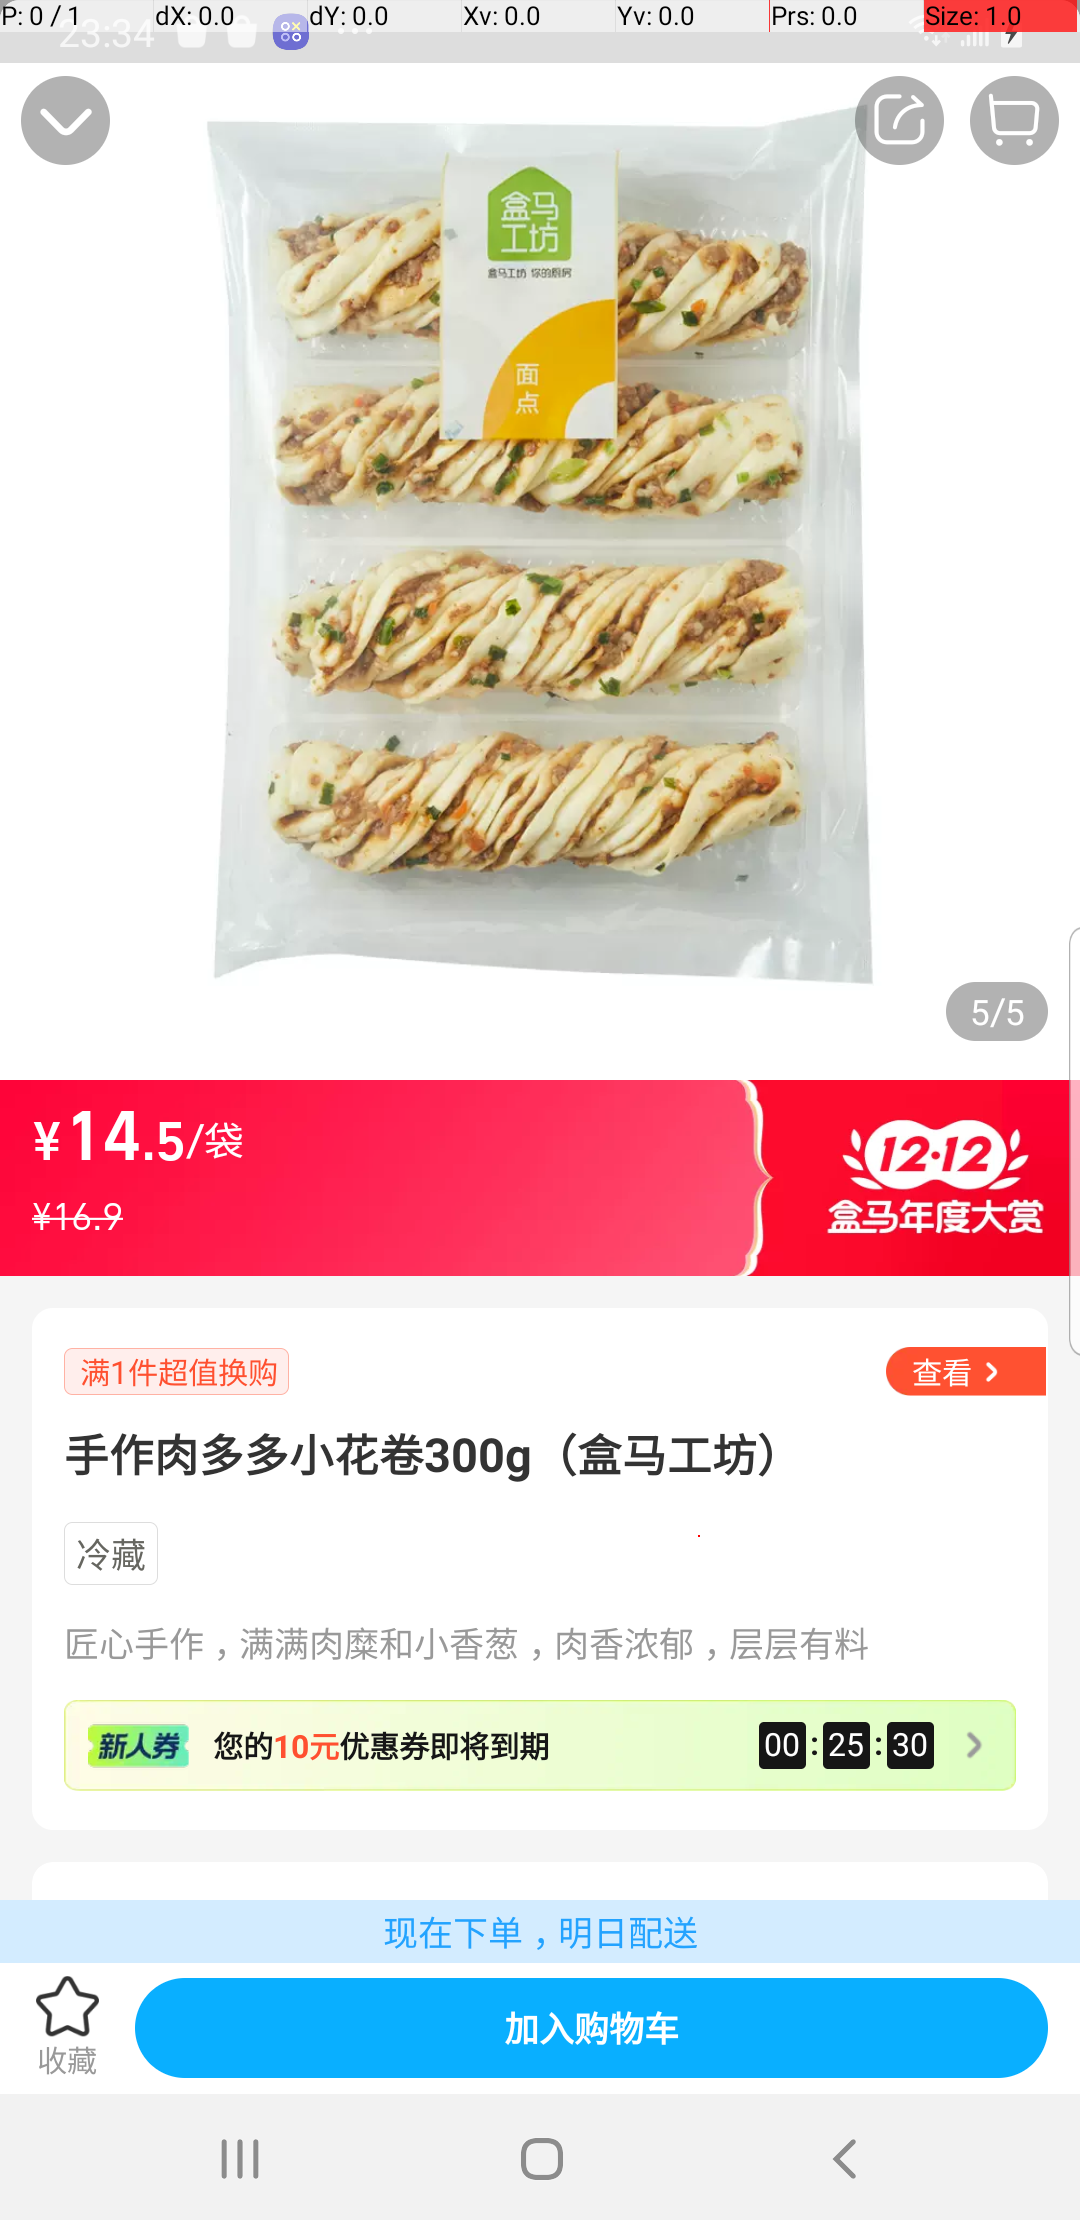 P: 0 / 1 dX: 0.0 dY: 0.0 Xv: 0.0 Yv: 0.0 Prs: 0.0 Size: 1.0
23:34
盒马
工坊
盒马工坊 你的厨房
面
点
5/5
¥14.5/袋
¥16.9
12·12
盒马年度大赏
满1件超值换购
查看
手作肉多多小花卷300g（盒马工坊）
冷藏
匠心手作，满满肉糜和小香葱，肉香浓郁，层层有料
新人券 您的10元优惠券即将到期 00:25:30
现在下单，明日配送
收藏
加入购物车